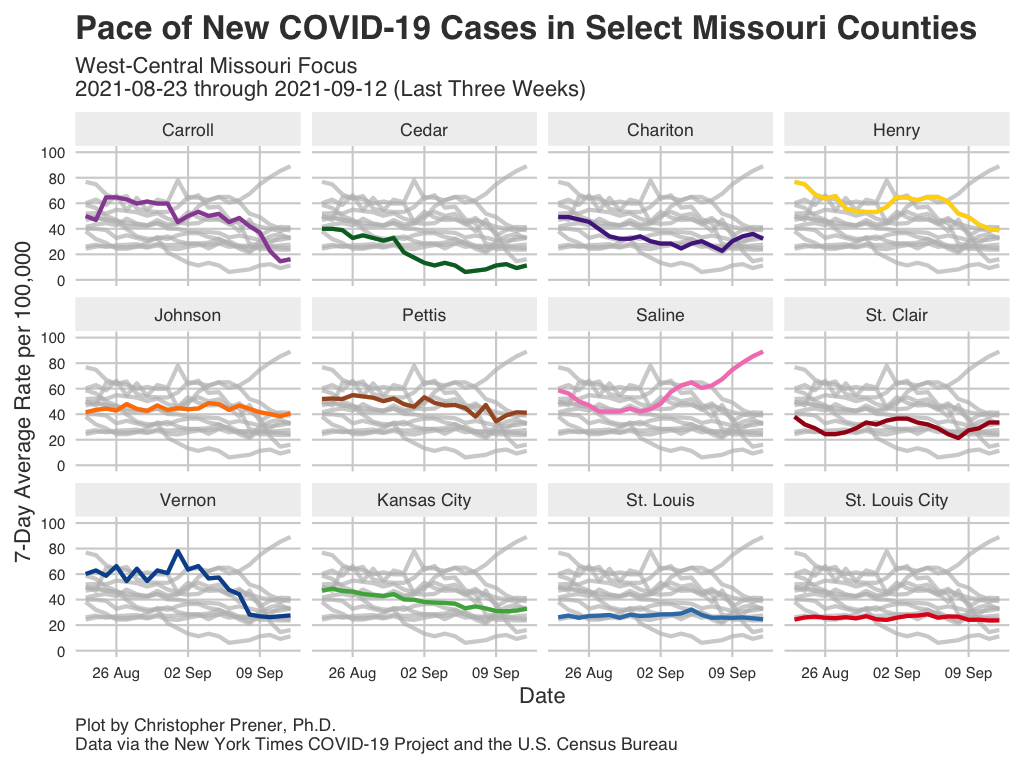 Pace of New COVID-19 Cases in Select Missouri Counties
West-Central Missouri Focus
2021-08-23 through 2021-09-12 (Last Three Weeks)
Carroll Cedar Chariton Henry
100
80
60
40
20
0
Johnson Pettis Saline St. Clair
100
80
60
40
20
0
Vernon Kansas City St. Louis St. Louis City
100
80
60
40
20
0
7-Day Average Rate per 100,000
26 Aug 02 Sep 09 Sep 26 Aug 02 Sep 09 Sep 26 Aug 02 Sep 09 Sep 26 Aug 02 Sep 09 Sep
Date
Plot by Christopher Prener, Ph.D.
Data via the New York Times COVID-19 Project and the U.S. Census Bureau